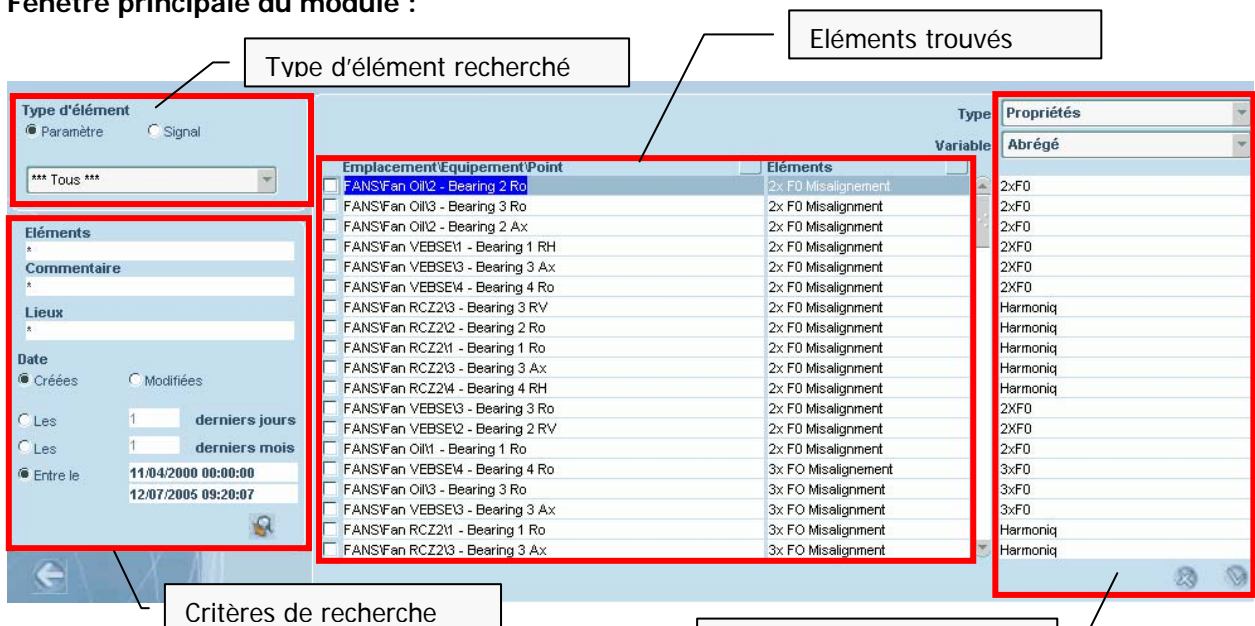 Fenêtre principale du module :
Eléments trouvés
Type d'élément recherché
Type d'élément
Paramètre Signal
*** Tous ***
Type Propriétés
Variable Abrégé
Emplacement\Equipement\Point Eléments
FANS\Fan Oil\2 - Bearing 2 Ro 2x F0 Misalignement 2xF0
FANS\Fan Oil\3 - Bearing 3 Ro 2x F0 Misalignment 2xF0
FANS\Fan Oil\2 - Bearing 2 Ax 2x F0 Misalignment 2xF0
FANS\Fan VEBSE\1 - Bearing 1 RH 2x F0 Misalignment 2XF0
FANS\Fan VEBSE\3 - Bearing 3 Ax 2x F0 Misalignment 2XF0
FANS\Fan VEBSE\4 - Bearing 4 Ro 2x F0 Misalignment 2XF0
FANS\Fan RCZ2\3 - Bearing 3 RV 2x F0 Misalignment Harmoniq
FANS\Fan RCZ2\2 - Bearing 2 Ro 2x F0 Misalignment Harmoniq
FANS\Fan RCZ2\1 - Bearing 1 Ro 2x F0 Misalignment Harmoniq
FANS\Fan RCZ2\3 - Bearing 3 Ax 2x F0 Misalignment Harmoniq
FANS\Fan RCZ2\4 - Bearing 4 RH 2x F0 Misalignment Harmoniq
FANS\Fan VEBSE\3 - Bearing 3 Ro 2x F0 Misalignment 2XF0
FANS\Fan VEBSE\2 - Bearing 2 RV 2x F0 Misalignment 2XF0
FANS\Fan Oil\1 - Bearing 1 Ro 2x F0 Misalignment 2xF0
FANS\Fan VEBSE\4 - Bearing 4 Ro 3x FO Misalignement 3xF0
FANS\Fan Oil\3 - Bearing 3 Ro 3x FO Misalignment 3xF0
FANS\Fan VEBSE\3 - Bearing 3 Ax 3x FO Misalignment 3xF0
FANS\Fan RCZ2\1 - Bearing 1 Ro 3x FO Misalignment Harmoniq
FANS\Fan RCZ2\3 - Bearing 3 Ax 3x FO Misalignment Harmoniq
Eléments
*
Commentaire
*
Lieux
*
Date
Créées Modifiées
Les 1 derniers jours
Les 1 derniers mois
Entre le 11/04/2000 00:00:00
12/07/2005 09:20:07
Critères de recherche